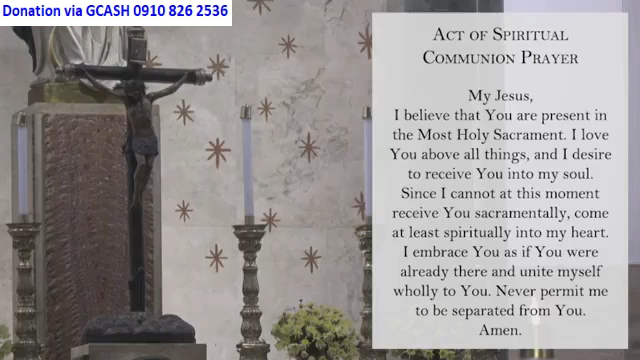 Donation via GCASH 0910 826 2536
ACT OF SPIRITUAL
COMMUNION PRAYER
My Jesus,
I believe that You are present in
the Most Holy Sacrament. I love
You above all things, and I desire
to receive You into my soul.
Since I cannot at this moment
receive You sacramentally, come
at least spiritually into my heart.
I embrace You as if You were
already there and unite myself
wholly to You. Never permit me
to be separated from You.
Amen.